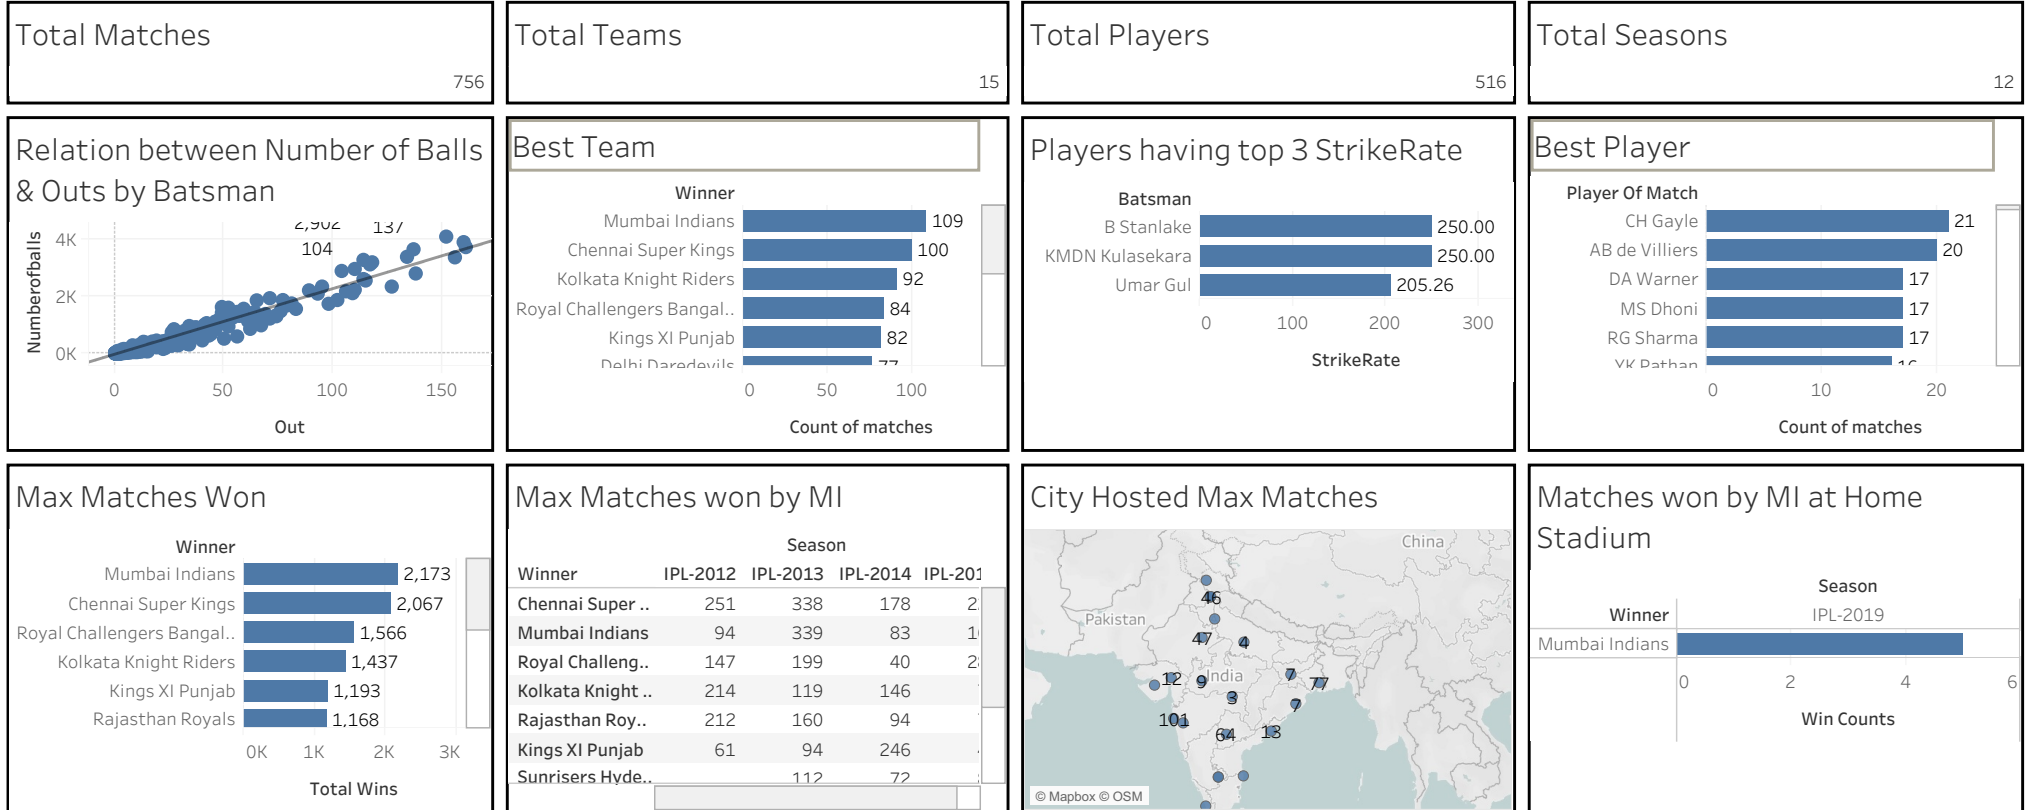 Total Matches
756
Total Teams
15
Total Players
516
Total Seasons
12
Relation between Number of Balls
& Outs by Batsman
2,902
137
104
4K
2K
0K
Numberofballs
0
50
100
150
Out
Best Team
Winner
Mumbai Indians 109
Chennai Super Kings 100
Kolkata Knight Riders 92
Royal Challengers Bangal.. 84
Kings XI Punjab 82
Delhi Daredevils 77
0 50 100
Count of matches
Players having top 3 StrikeRate
Batsman
B Stanlake 250.00
KMDN Kulasekara 250.00
Umar Gul 205.26
0 100 200 300
StrikeRate
Best Player
Player Of Match
CH Gayle 21
AB de Villiers 20
DA Warner 17
MS Dhoni 17
RG Sharma 17
YK Pathan 16
0 10 20
Count of matches
Max Matches Won
Winner
Mumbai Indians 2,173
Chennai Super Kings 2,067
Royal Challengers Bangal.. 1,566
Kolkata Knight Riders 1,437
Kings XI Punjab 1,193
Rajasthan Royals 1,168
0K 1K 2K 3K
Total Wins
Max Matches won by MI
Season
Winner IPL-2012 IPL-2013 IPL-2014 IPL-201
Chennai Super .. 251 338 178
Mumbai Indians 94 339 83
Royal Challeng.. 147 199 40
Kolkata Knight .. 214 119 146
Rajasthan Roy.. 212 160 94
Kings XI Punjab 61 94 246
Sunrisers Hyde.. 112 72
City Hosted Max Matches
China
46
Pakistan
47
4
12
9
India
7
77
3
7
101
64
13
© Mapbox © OSM
Matches won by MI at Home
Stadium
Season
Winner IPL-2019
Mumbai Indians
0 2 4 6
Win Counts